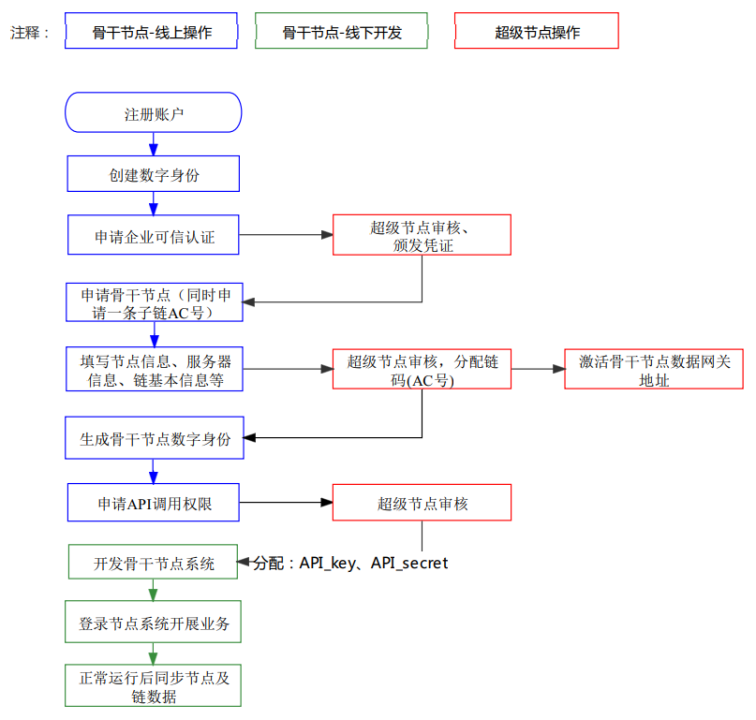 注释：
骨干节点-线上操作
骨干节点-线下开发
超级节点操作
注册账户
创建数字身份
申请企业可信认证
超级节点审核、
颁发凭证
申请骨干节点（同时申
请一条子链AC号）
填写节点信息、服务器
信息、链基本信息等
超级节点审核，分配链
码(AC号)
激活骨干节点数据网关
地址
生成骨干节点数字身份
申请API调用权限
超级节点审核
开发骨干节点系统
分配：API_key、API_secret
登录节点系统开展业务
正常运行后同步节点及
链数据